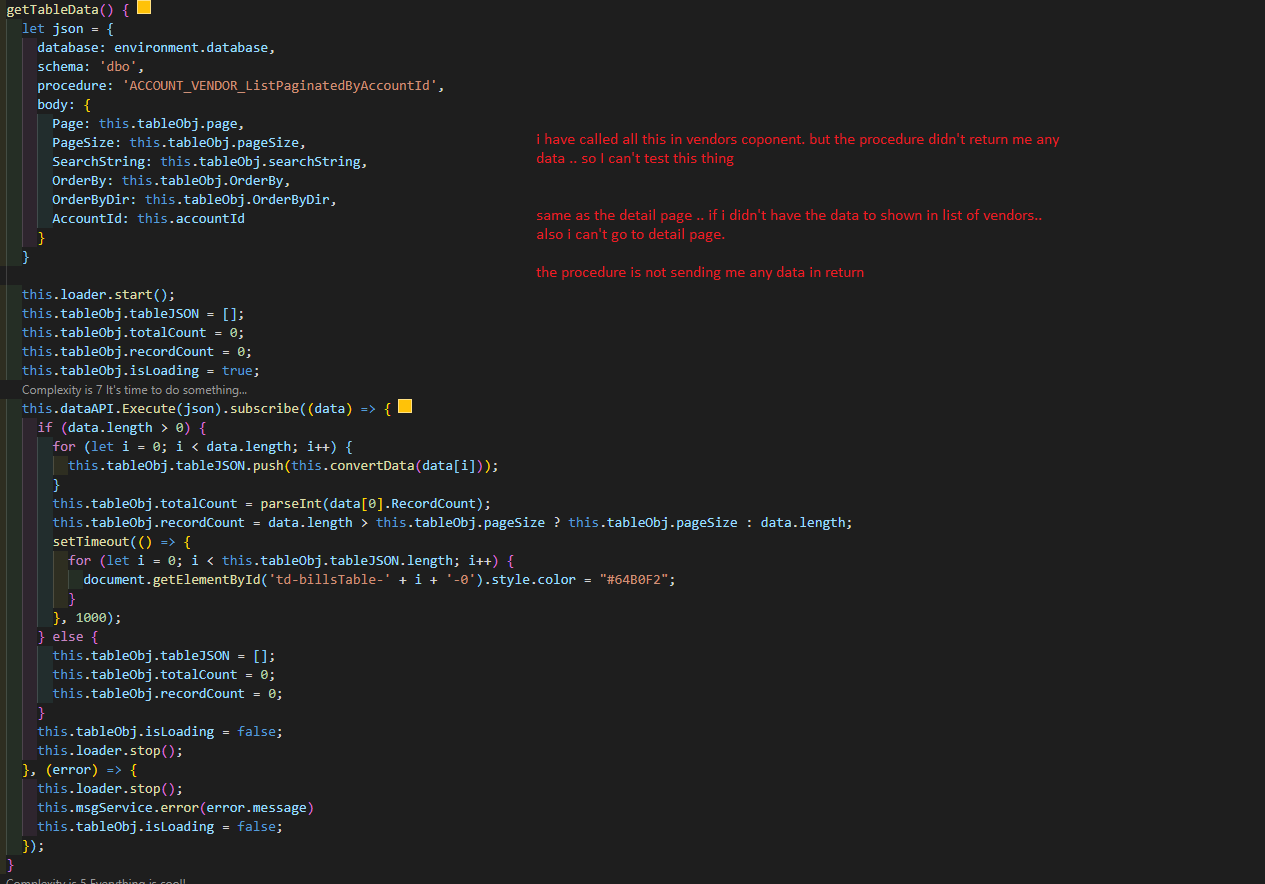 getTableData() {
let json = {
database: environment.database,
schema: 'dbo',
procedure: 'ACCOUNT_VENDOR_ListPaginatedByAccountId',
body: {
Page: this.tableObj.page,
PageSize: this.tableObj.pageSize,
SearchString: this.tableObj.searchString,
OrderBy: this.tableObj.OrderBy,
OrderByDir: this.tableObj.OrderByDir,
AccountId: this.accountId
}
}
i have called all this in vendors coponent. but the procedure didn't return me any
data .. so I can't test this thing
same as the detail page .. if i didn't have the data to shown in list of vendors..
also i can't go to detail page.
the procedure is not sending me any data in return
this.loader.start();
this.tableObj.tableJSON = [];
this.tableObj.totalCount = 0;
this.tableObj.recordCount = 0;
this.tableObj.isLoading = true;
Complexity is 7 It's time to do something...
this.dataAPI.Execute(json).subscribe((data) => {
if (data.length > 0) {
for (let i = 0; i < data.length; i++) {
this.tableObj.tableJSON.push(this.convertData(data[i]));
}
this.tableObj.totalCount = parseInt(data[0].RecordCount);
this.tableObj.recordCount = data.length > this.tableObj.pageSize ? this.tableObj.pageSize : data.length;
setTimeout(() => {
for (let i = 0; i < this.tableObj.tableJSON.length; i++) {
document.getElementById('td-billsTable-' + i + '-0').style.color = "#64B0F2";
}
}, 1000);
} else {
this.tableObj.tableJSON = [];
this.tableObj.totalCount = 0;
this.tableObj.recordCount = 0;
}
this.tableObj.isLoading = false;
this.loader.stop();
}, (error) => {
this.loader.stop();
this.msgService.error(error.message)
this.tableObj.isLoading = false;
});
}
Complexity is 5 Everything is cool!